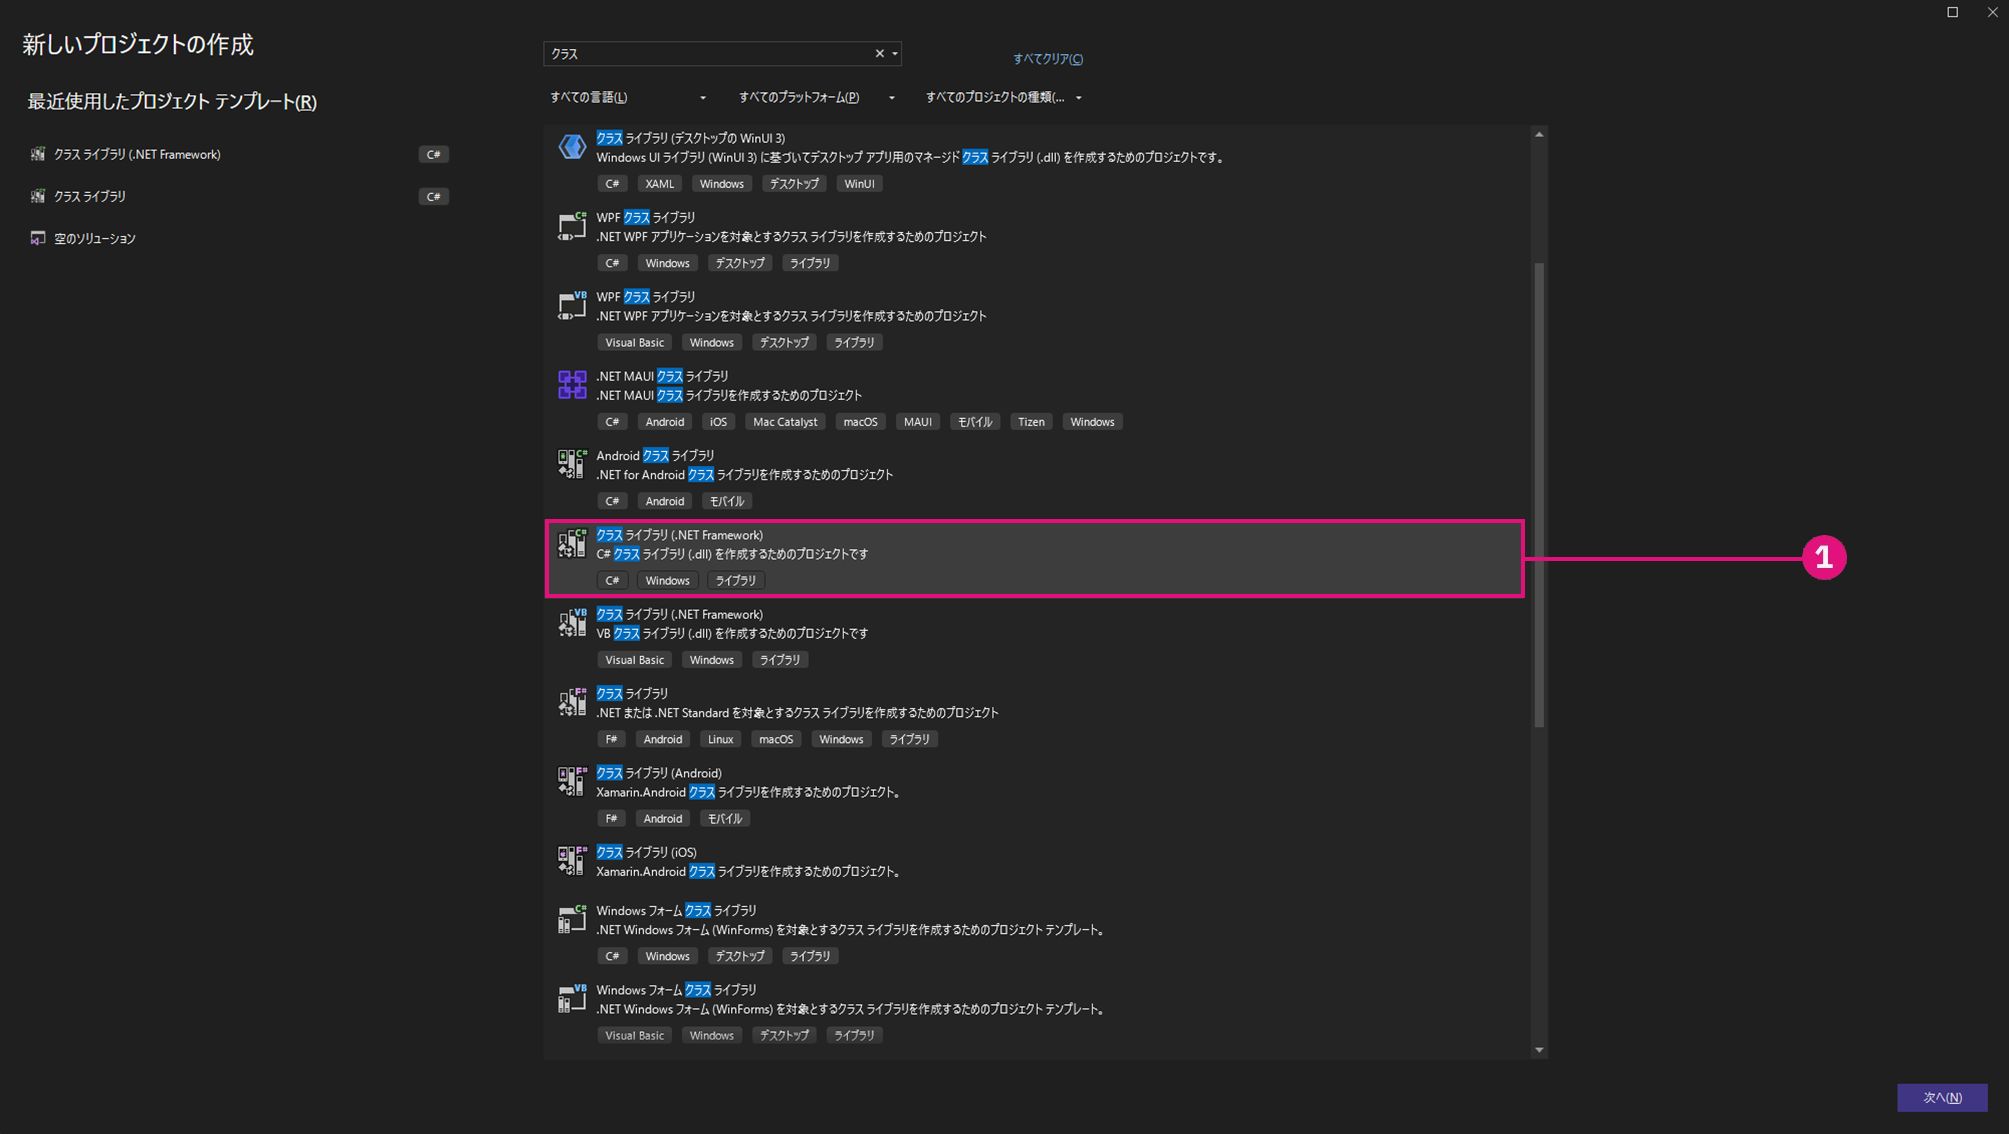 新しいプロジェクトの作成
最近使用したプロジェクト テンプレート(R)
クラス ライブラリ (.NET Framework) C#
クラス ライブラリ C#
空のソリューション
クラス
すべてクリア(C)
すべての言語(L) すべてのプラットフォーム(P) すべてのプロジェクトの種類(...
クラス ライブラリ (デスクトップの WinUI 3)
Windows UI ライブラリ (WinUI 3) に基づいてデスクトップ アプリ用のマネージド クラス ライブラリ (.dll) を作成するためのプロジェクトです。
C# XAML Windows デスクトップ WinUI
WPF クラス ライブラリ
.NET WPF アプリケーションを対象とするクラス ライブラリを作成するためのプロジェクト
C# Windows デスクトップ ライブラリ
WPF クラス ライブラリ
.NET WPF アプリケーションを対象とするクラス ライブラリを作成するためのプロジェクト
Visual Basic Windows デスクトップ ライブラリ
.NET MAUI クラス ライブラリ
.NET MAUI クラス ライブラリを作成するためのプロジェクト
C# Android iOS Mac Catalyst macOS MAUI モバイル Tizen Windows
Android クラス ライブラリ
.NET for Android クラス ライブラリを作成するためのプロジェクト
C# Android モバイル
クラス ライブラリ (.NET Framework)
C# クラス ライブラリ (.dll) を作成するためのプロジェクトです
C# Windows ライブラリ
1
クラス ライブラリ (.NET Framework)
VB クラス ライブラリ (.dll) を作成するためのプロジェクトです
Visual Basic Windows ライブラリ
クラス ライブラリ
.NET または .NET Standard を対象とするクラス ライブラリを作成するためのプロジェクト
F# Android Linux macOS Windows ライブラリ
クラス ライブラリ (Android)
Xamarin.Android クラス ライブラリを作成するためのプロジェクト。
F# Android モバイル
クラス ライブラリ (iOS)
Xamarin.Android クラス ライブラリを作成するためのプロジェクト。
Windows フォーム クラス ライブラリ
.NET Windows フォーム (WinForms) を対象とするクラス ライブラリを作成するためのプロジェクト テンプレート。
C# Windows デスクトップ ライブラリ
Windows フォーム クラス ライブラリ
.NET Windows フォーム (WinForms) を対象とするクラス ライブラリを作成するためのプロジェクト テンプレート。
Visual Basic Windows デスクトップ ライブラリ
次へ(N)